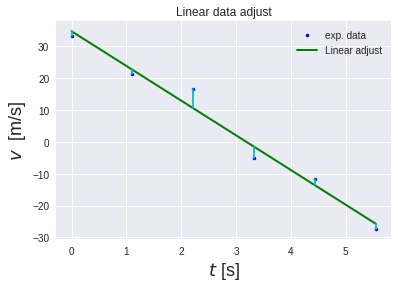 Linear data adjust
exp. data
Linear adjust
30
20
10
0
−10
−20
−30
v [m/s]
0 1 2 3 4 5
t [s]